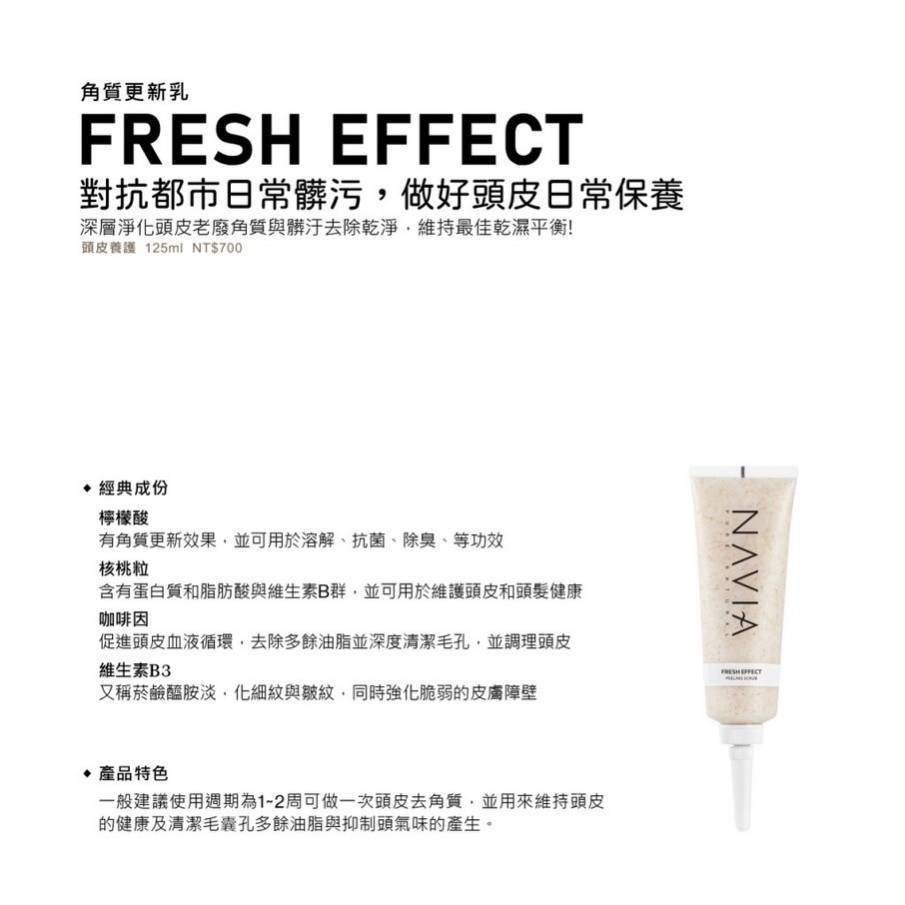 角質更新乳
FRESH EFFECT
對抗都市日常髒污，做好頭皮日常保養
深層淨化頭皮老廢角質與髒汙去除乾淨，維持最佳乾濕平衡!
頭皮養護 125ml NT$700
◆ 經典成份
檸檬酸
有角質更新效果，並可用於溶解、抗菌、除臭、等功效
核桃粒
含有蛋白質和脂肪酸與維生素B群，並可用於維護頭皮和頭髮健康
咖啡因
促進頭皮血液循環，去除多餘油脂並深度清潔毛孔，並調理頭皮
維生素B3
又稱菸鹼醯胺淡，化細紋與皺紋，同時強化脆弱的皮膚障壁
◆ 產品特色
一般建議使用週期為1~2周可做一次頭皮去角質，並用來維持頭皮
的健康及清潔毛囊孔多餘油脂與抑制頭氣味的產生。
NAVIA
FRESH EFFECT
PEELING SCRUB